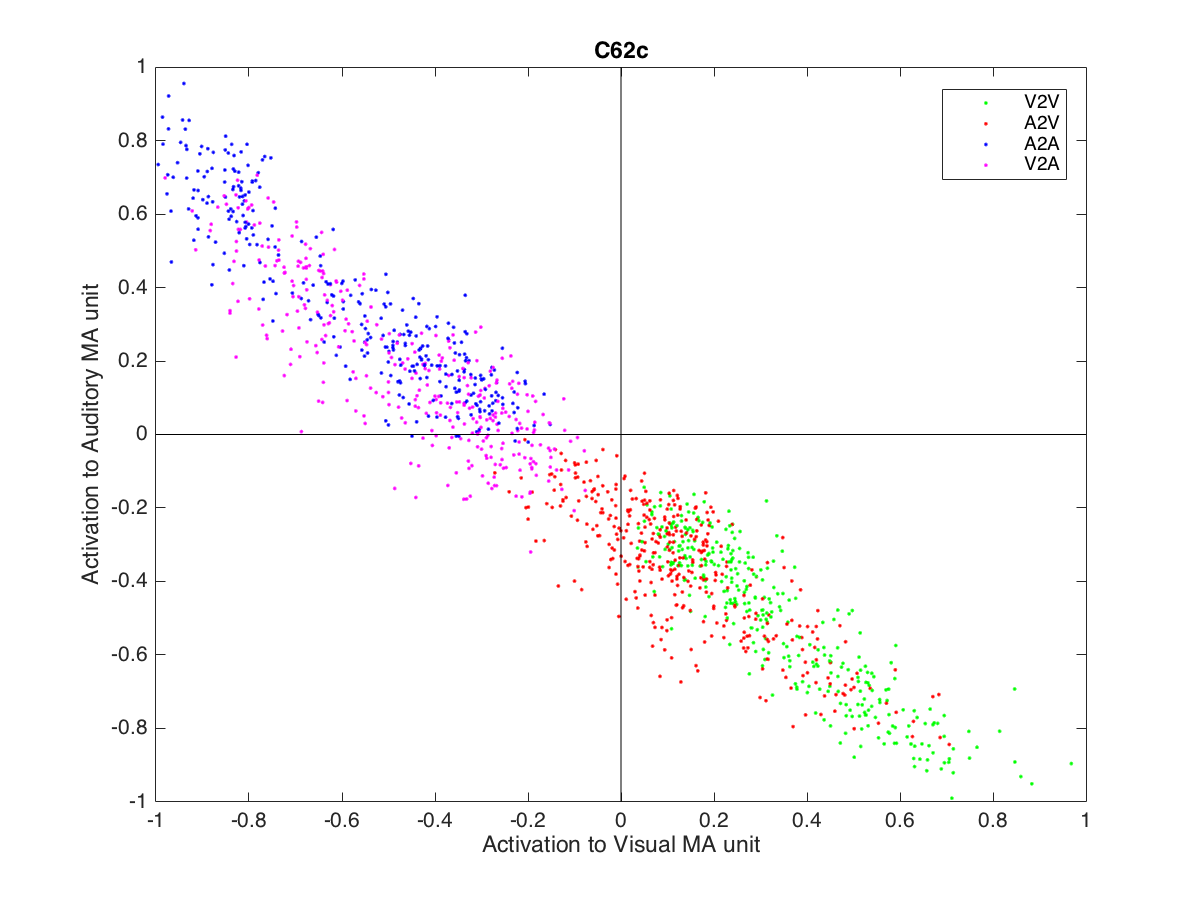 C62c
V2V
A2V
A2A
V2A
1
0.8
0.6
0.4
0.2
0
-0.2
-0.4
-0.6
-0.8
-1
Activation to Auditory MA unit
-1 -0.8 -0.6 -0.4 -0.2 0 0.2 0.4 0.6 0.8 1
Activation to Visual MA unit